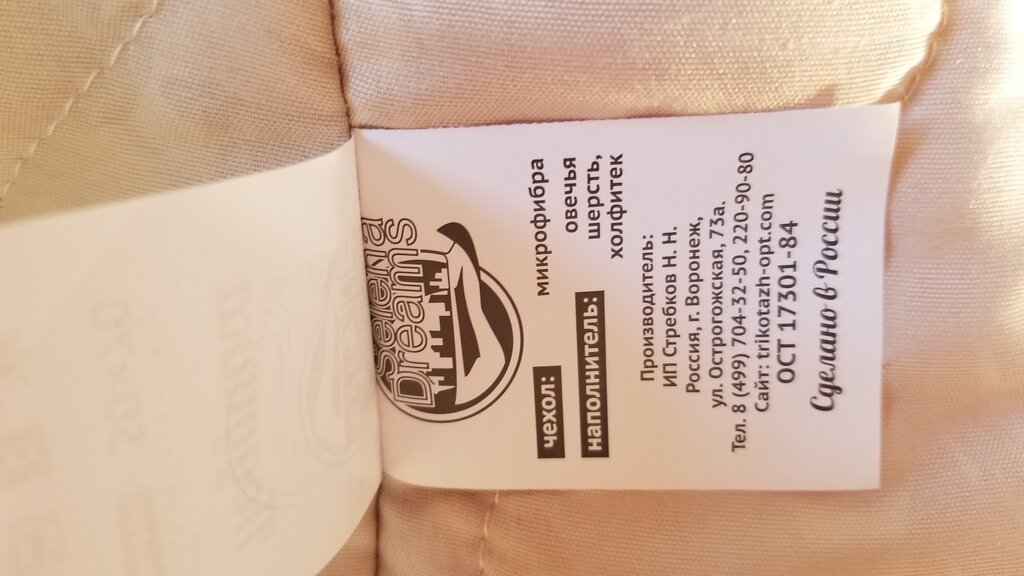 Selena
Dreams
чехол: микрофибра
наполнитель: овечья
шерсть,
холфитек
Производитель:
ИП Стребков Н. Н.
Россия, г. Воронеж,
ул. Острогожская, 73а.
Тел. 8 (499) 704-32-50, 220-90-80
Сайт: trikotazh-opt.com
ОСТ 17301-84
Сделано в России